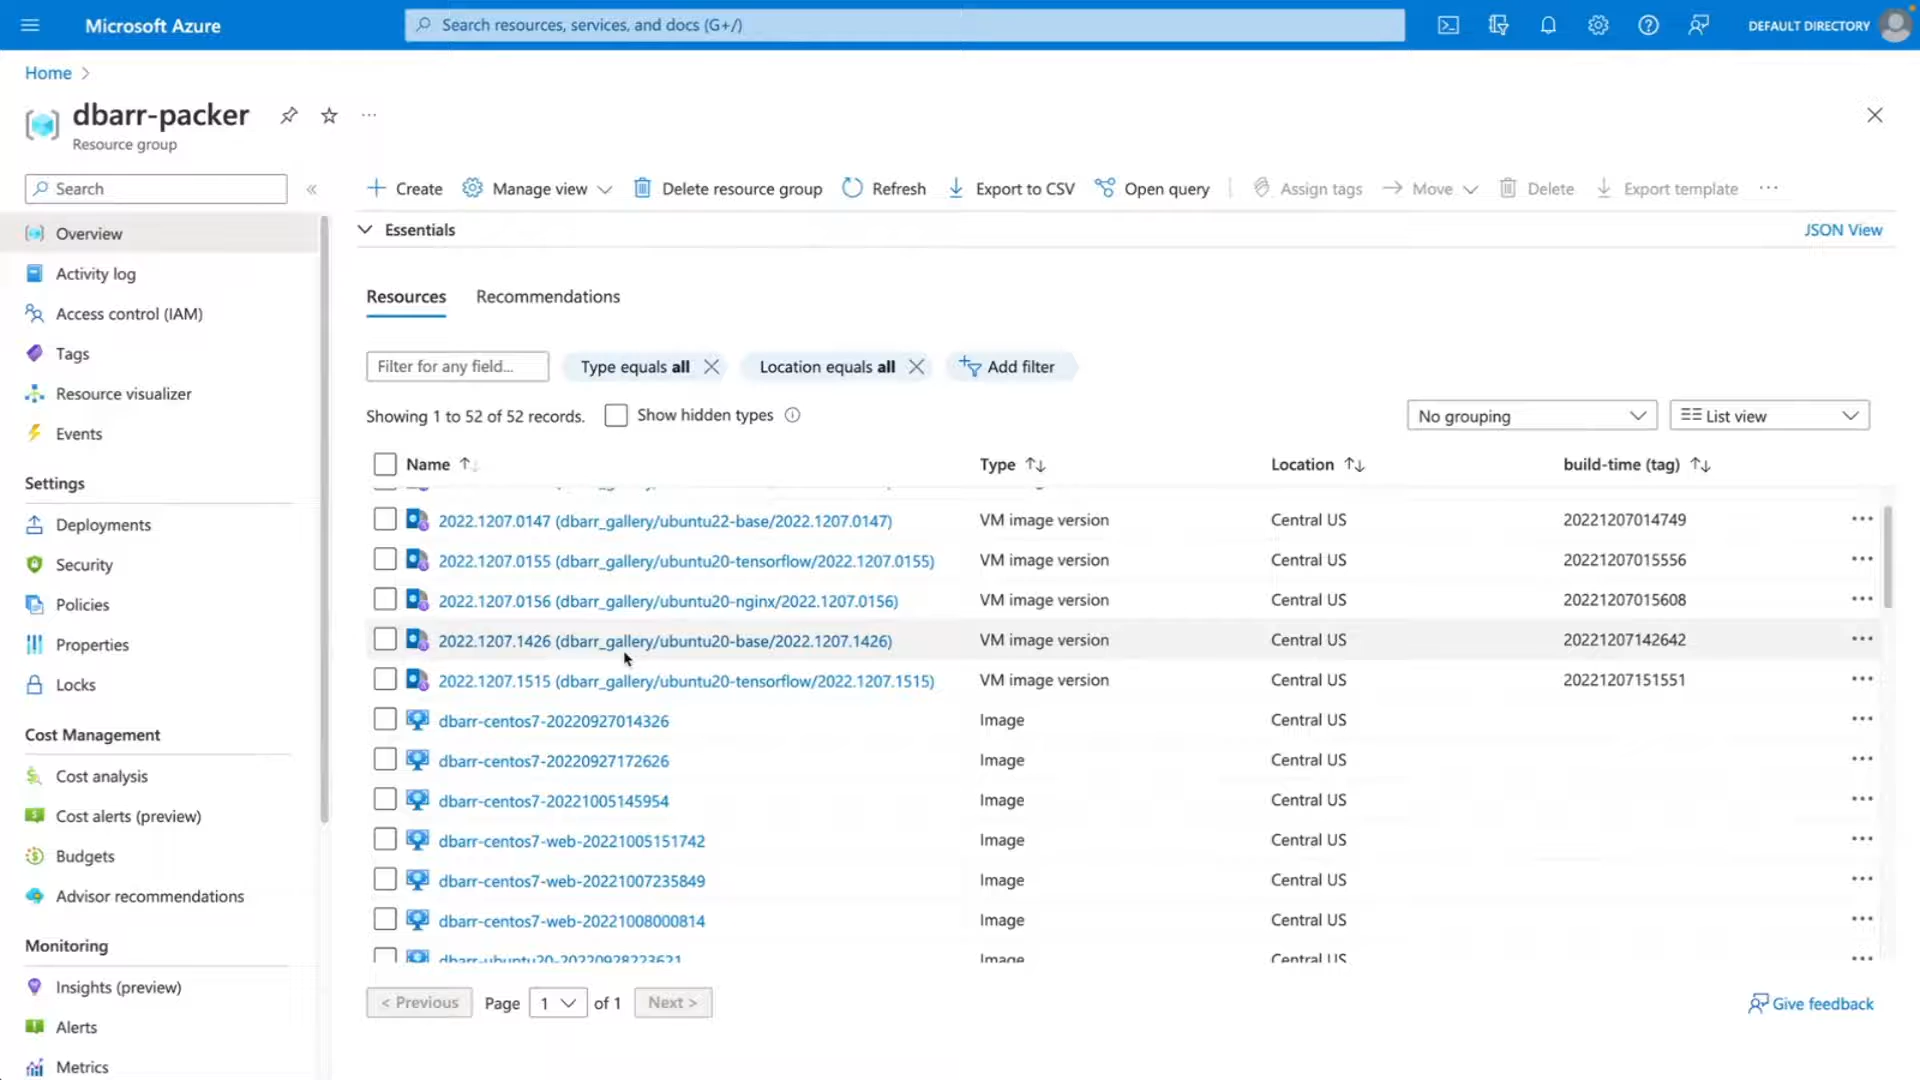 Microsoft Azure
Search resources, services, and docs (G+/)
DEFAULT DIRECTORY
Home
dbarr-packer
Resource group
Search
Create
Manage view
Delete resource group
Refresh
Export to CSV
Open query
Assign tags
Move
Delete
Export template
Essentials
JSON View
Overview
Activity log
Access control (IAM)
Tags
Resource visualizer
Events
Settings
Deployments
Security
Policies
Properties
Locks
Cost Management
Cost analysis
Cost alerts (preview)
Budgets
Advisor recommendations
Monitoring
Insights (preview)
Alerts
Metrics
Resources
Recommendations
Filter for any field...
Type equals all
Location equals all
Add filter
Showing 1 to 52 of 52 records.
Show hidden types
No grouping
List view
Name
Type
Location
build-time (tag)
2022.1207.0147 (dbarr_gallery/ubuntu22-base/2022.1207.0147) VM image version Central US 20221207014749
2022.1207.0155 (dbarr_gallery/ubuntu20-tensorflow/2022.1207.0155) VM image version Central US 20221207015556
2022.1207.0156 (dbarr_gallery/ubuntu20-nginx/2022.1207.0156) VM image version Central US 20221207015608
2022.1207.1426 (dbarr_gallery/ubuntu20-base/2022.1207.1426) VM image version Central US 20221207142642
2022.1207.1515 (dbarr_gallery/ubuntu20-tensorflow/2022.1207.1515) VM image version Central US 20221207151551
dbarr-centos7-20220927014326 Image Central US
dbarr-centos7-20220927172626 Image Central US
dbarr-centos7-20221005145954 Image Central US
dbarr-centos7-web-20221005151742 Image Central US
dbarr-centos7-web-20221007235849 Image Central US
dbarr-centos7-web-20221008000814 Image Central US
dbarr-ubuntu20-20220928223621 Image Central US
< Previous
Page
1
of 1
Next >
Give feedback